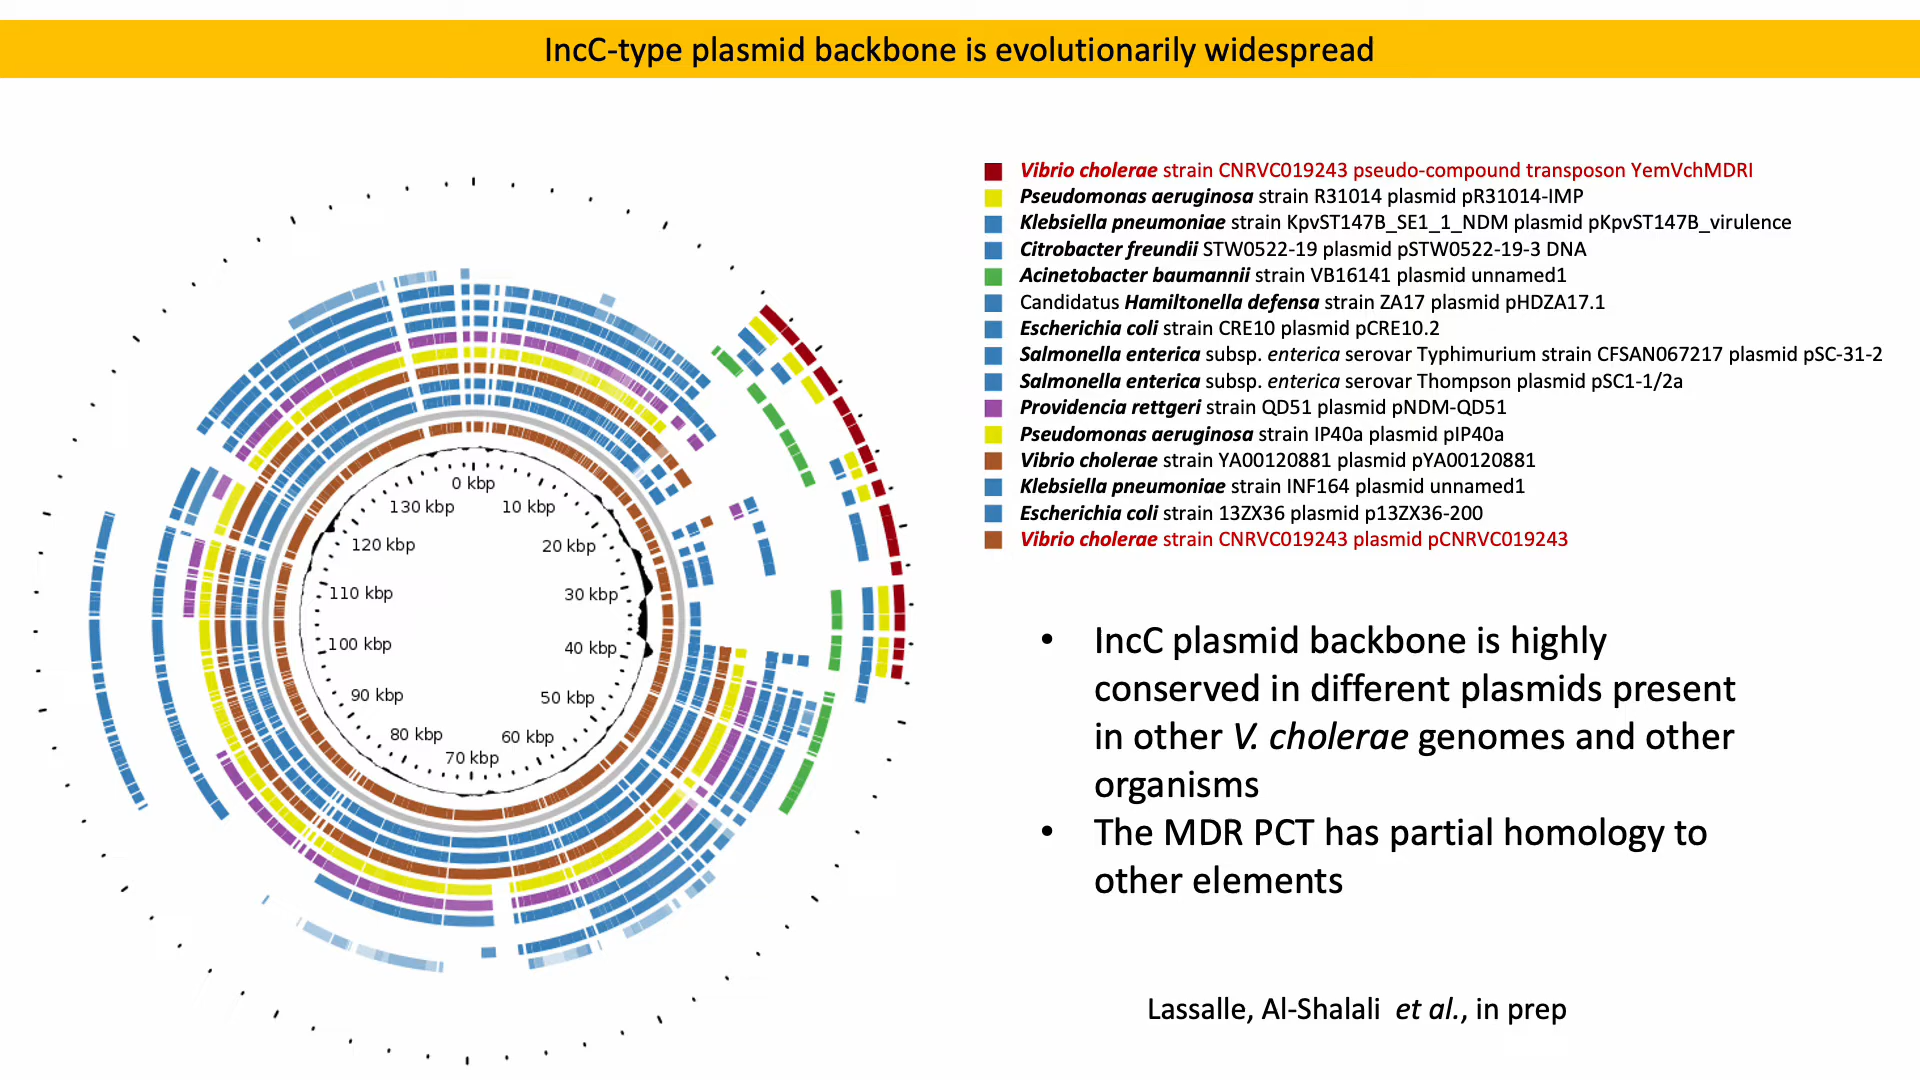 IncC-type plasmid backbone is evolutionarily widespread
Vibrio cholerae strain CNRVC019243 pseudo-compound transposon YemVchMDRI
Pseudomonas aeruginosa strain R31014 plasmid pR31014-IMP
Klebsiella pneumoniae strain KpvST147B_SE1_1_NDM plasmid pKpvST147B_virulence
Citrobacter freundii STW0522-19 plasmid pSTW0522-19-3 DNA
Acinetobacter baumannii strain VB16141 plasmid unnamed1
Candidatus Hamiltonella defensa strain ZA17 plasmid pHDZA17.1
Escherichia coli strain CRE10 plasmid pCRE10.2
Salmonella enterica subsp. enterica serovar Typhimurium strain CFSAN067217 plasmid pSC-31-2
Salmonella enterica subsp. enterica serovar Thompson plasmid pSC1-1/2a
Providencia rettgeri strain QD51 plasmid pNDM-QD51
Pseudomonas aeruginosa strain IP40a plasmid pIP40a
Vibrio cholerae strain YA00120881 plasmid pYA00120881
Klebsiella pneumoniae strain INF164 plasmid unnamed1
Escherichia coli strain 13ZX36 plasmid p13ZX36-200
Vibrio cholerae strain CNRVC019243 plasmid pCNRVC019243
0 kbp
10 kbp
20 kbp
30 kbp
40 kbp
50 kbp
60 kbp
70 kbp
80 kbp
90 kbp
100 kbp
110 kbp
120 kbp
130 kbp
• IncC plasmid backbone is highly
conserved in different plasmids present
in other V. cholerae genomes and other
organisms
• The MDR PCT has partial homology to
other elements
Lassalle, Al-Shalali et al., in prep